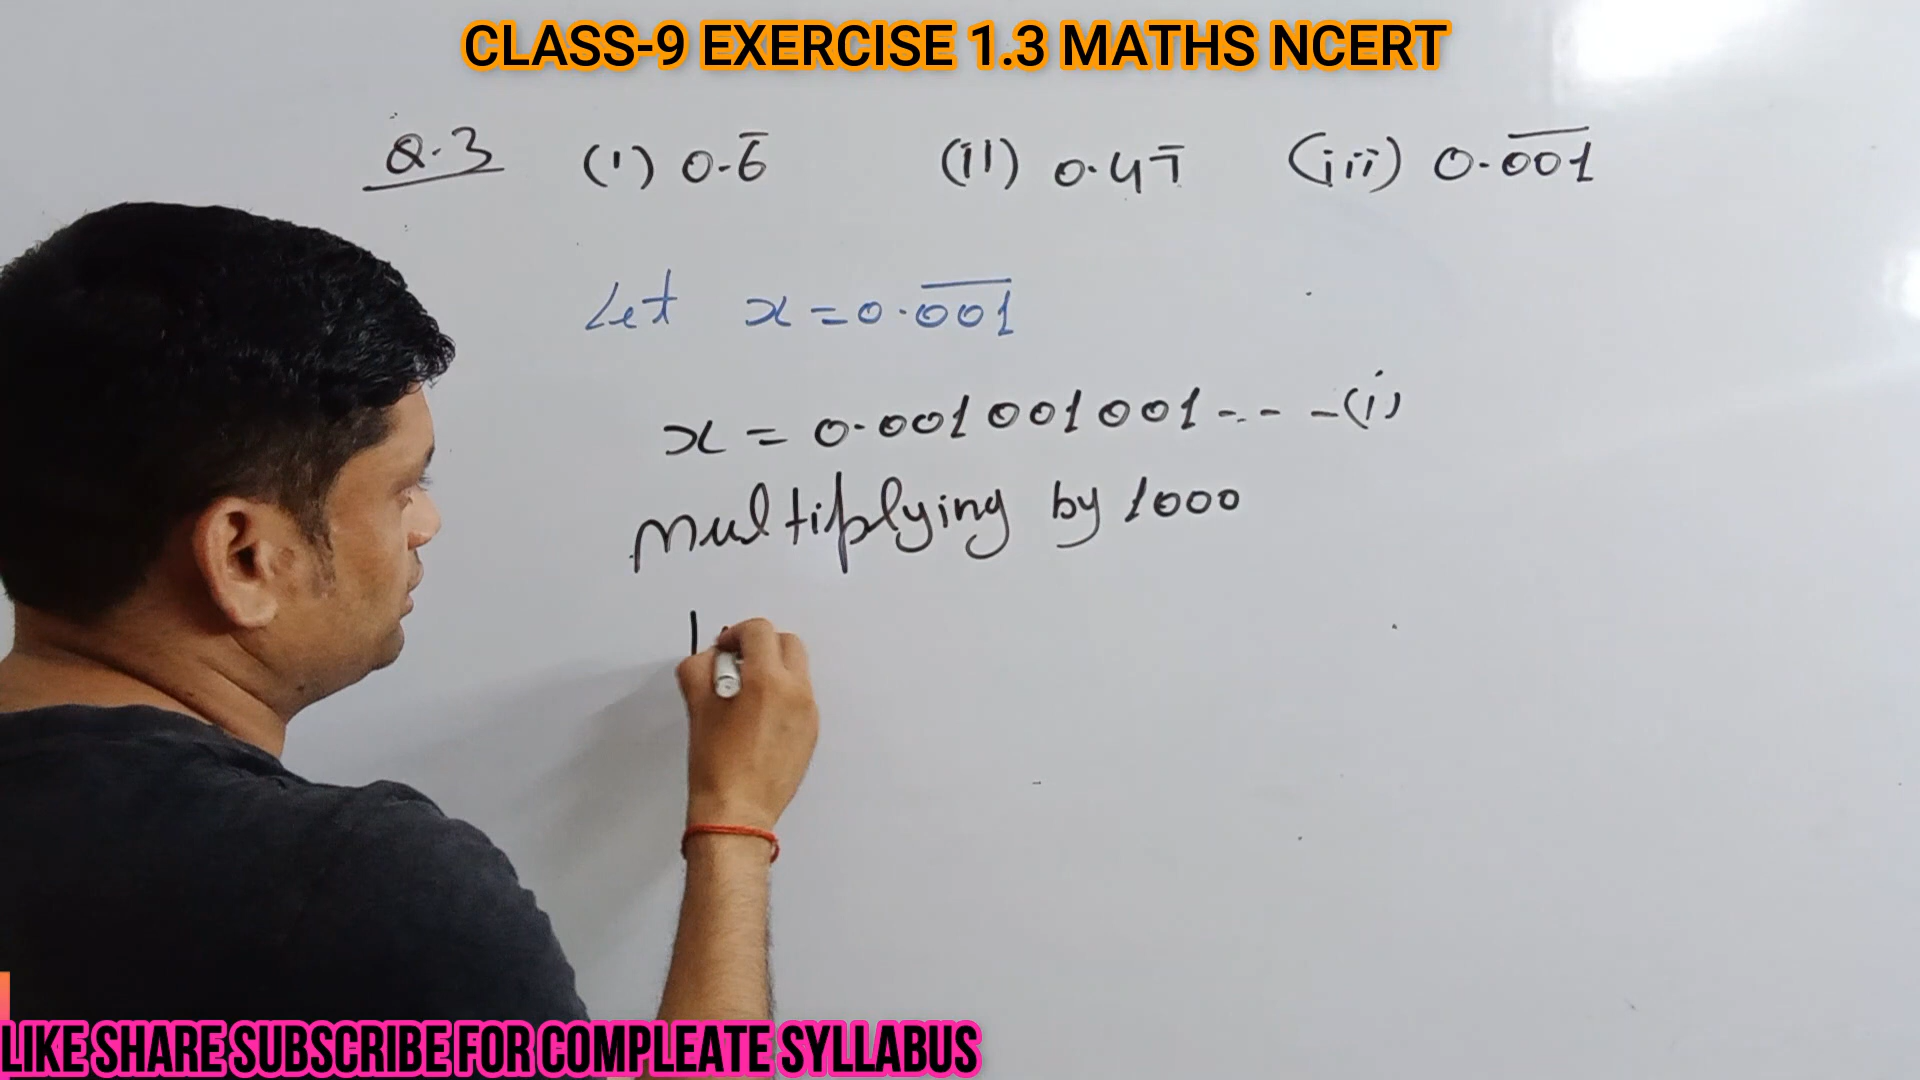 CLASS-9 EXERCISE 1.3 MATHS NCERT
Q.3 (i) 0.6̅ (ii) 0.47̅ (iii) 0.0̅0̅1̅
Let x = 0.0̅0̅1̅
x = 0.001001001---- (i)
Multiplying by 1000
1
LIKE SHARE SUBSCRIBE FOR COMPLEATE SYLLABUS